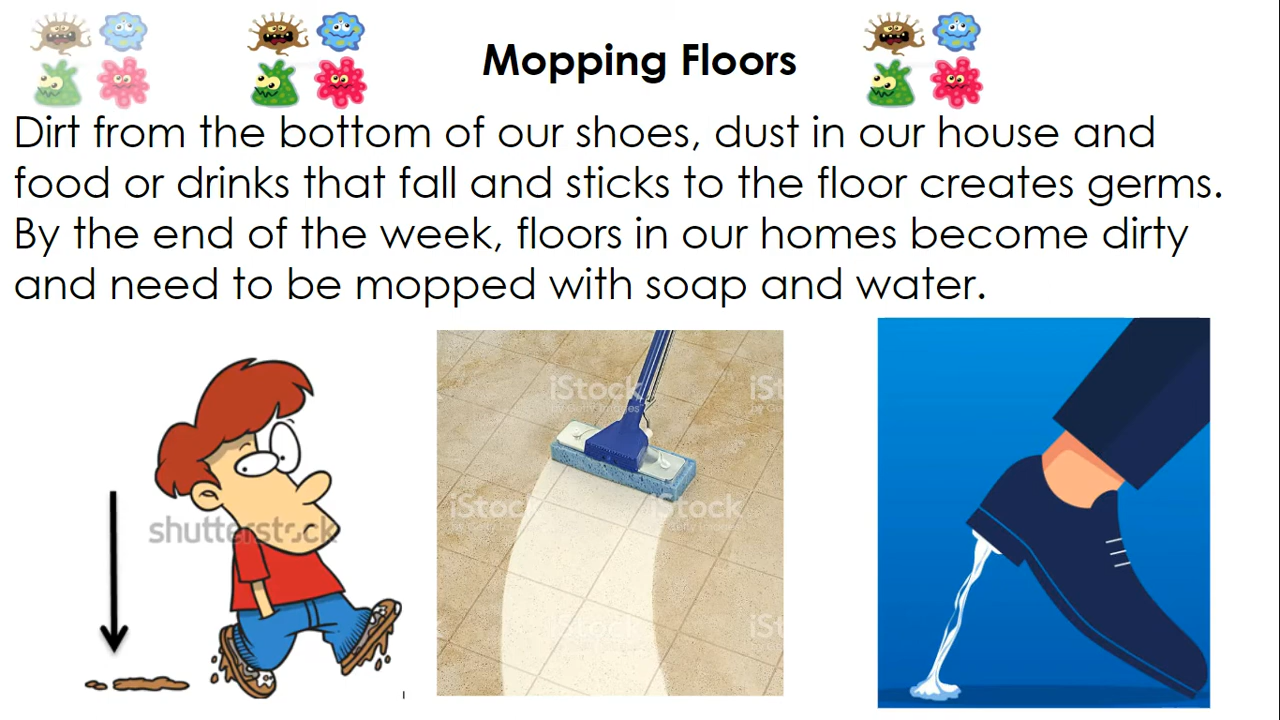 Mopping Floors
Dirt from the bottom of our shoes, dust in our house and
food or drinks that fall and sticks to the floor creates germs.
By the end of the week, floors in our homes become dirty
and need to be mopped with soap and water.
shutterstock
iStock
iSt
iStock
iStock
iStock
iSt